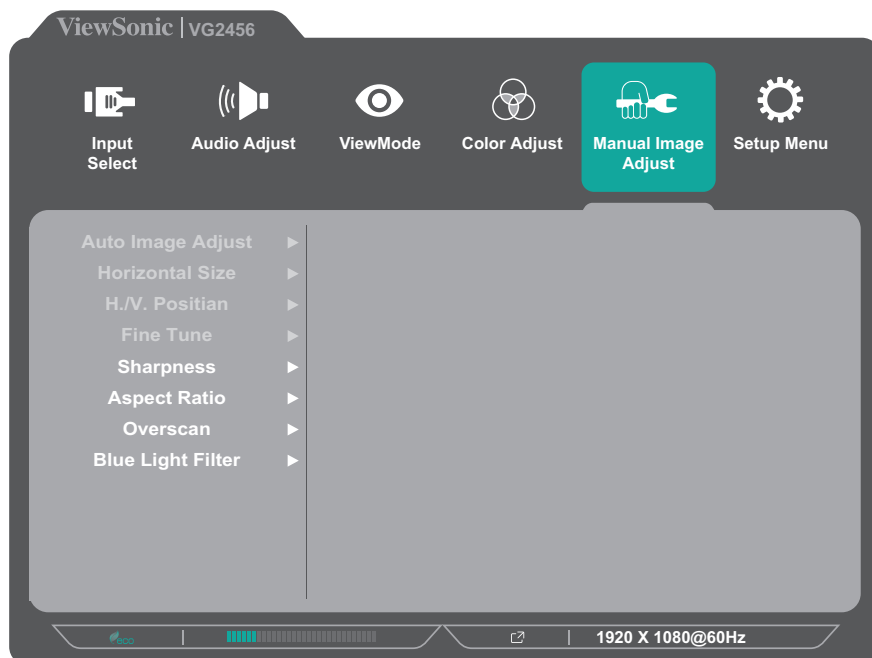 ViewSonic | VG2456
Input
Select
Audio Adjust
ViewMode
Color Adjust
Manual Image
Adjust
Setup Menu
Auto Image Adjust
Horizontal Size
H./V. Positian
Fine Tune
Sharpness
Aspect Ratio
Overscan
Blue Light Filter
eco
1920 X 1080@60Hz